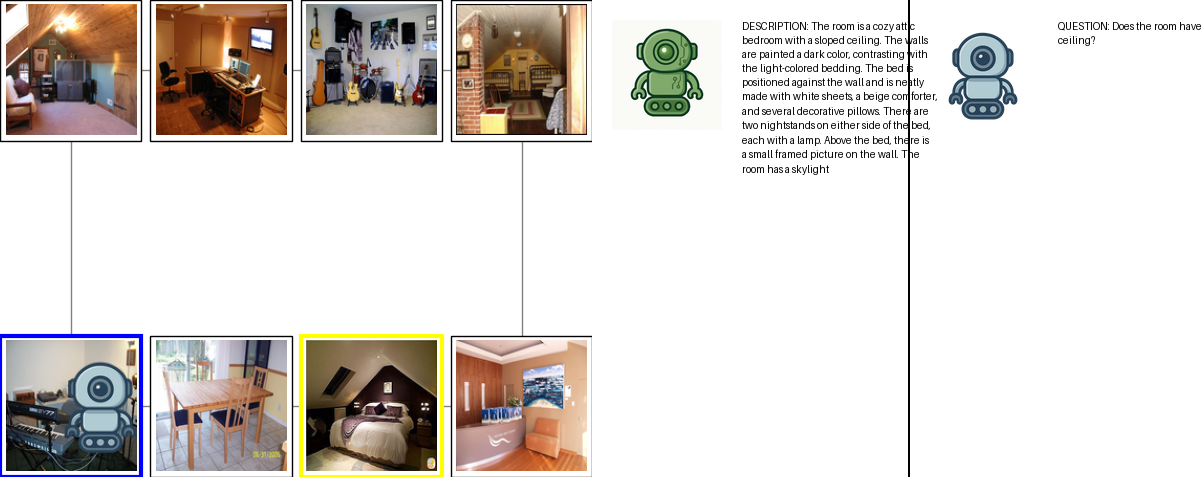 DESCRIPTION: The room is a cozy attic
bedroom with a sloped ceiling. The walls
are painted a dark color, contrasting with
the light-colored bedding. The bed is
positioned against the wall and is neatly
made with white sheets, a beige comforter,
and several decorative pillows. There are
two nightstands on either side of the bed,
each with a lamp. Above the bed, there is
a small framed picture on the wall. The
room has a skylight
QUESTION: Does the room have
ceiling?